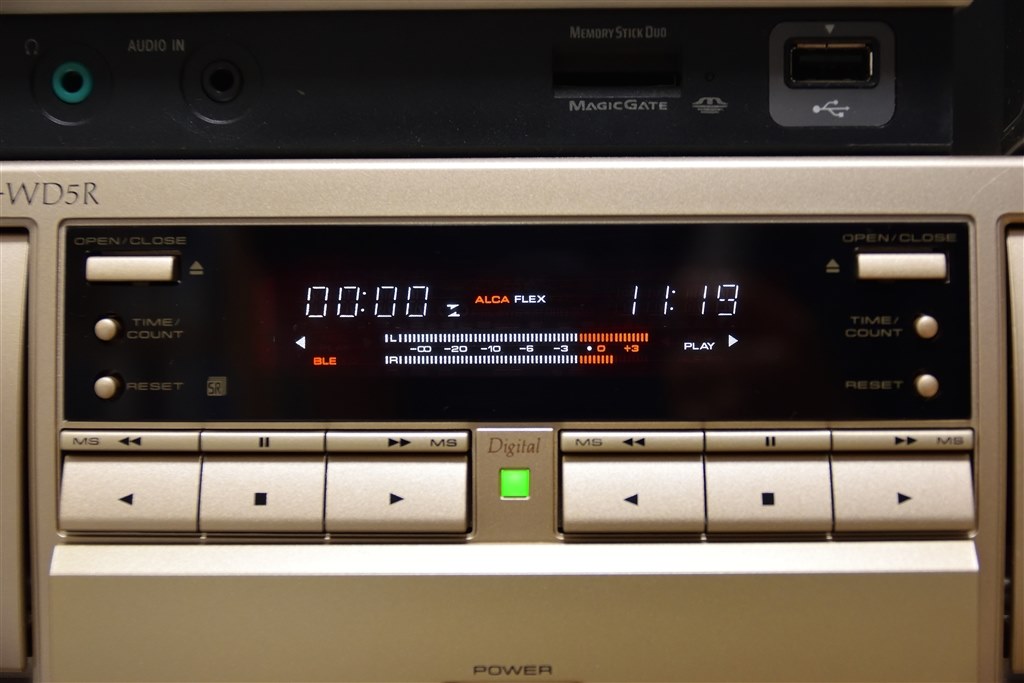 AUDIO IN
MEMORY STICK DUO
MAGICGATE
-WD5R
OPEN/CLOSE
OPEN/CLOSE
00:00
ALCA FLEX
11:19
TIME/
COUNT
TIME/
COUNT
L
-∞ -20 -10 -6 -3 • 0 +3
R
PLAY
BLE
RESET
SR
RESET
MS
MS
Digital
MS
MS
POWER